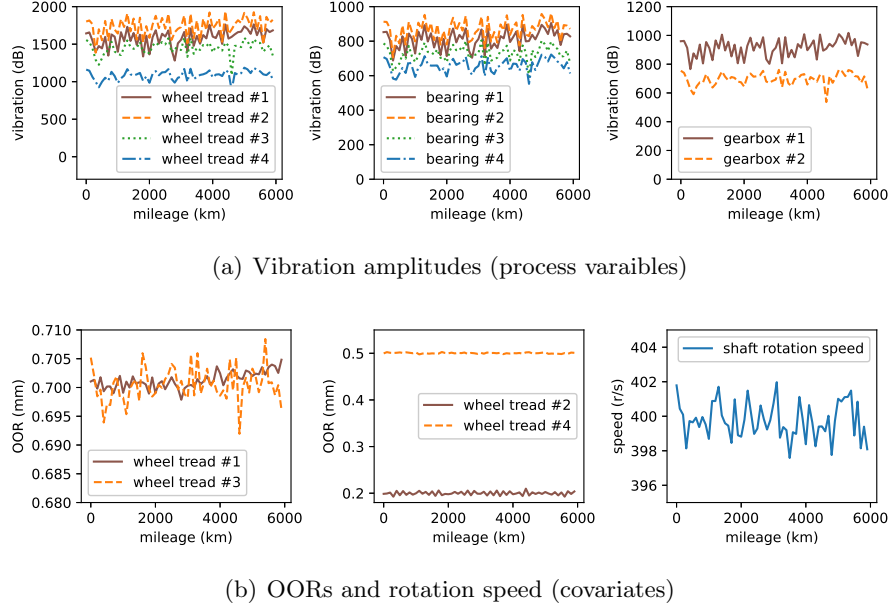 2000
1500
1000
500
0
vibration (dB)
wheel tread #1
wheel tread #2
wheel tread #3
wheel tread #4
0 2000 4000 6000
mileage (km)
1000
800
600
400
200
0
vibration (dB)
bearing #1
bearing #2
bearing #3
bearing #4
0 2000 4000 6000
mileage (km)
1200
1000
800
600
400
200
0
vibration (dB)
gearbox #1
gearbox #2
0 2000 4000 6000
mileage (km)
(a) Vibration amplitudes (process varaibles)
0.710
0.705
0.700
0.695
0.690
0.685
0.680
OOR (mm)
wheel tread #1
wheel tread #3
0 2000 4000 6000
mileage (km)
0.5
0.4
0.3
0.2
OOR (mm)
wheel tread #2
wheel tread #4
0 2000 4000 6000
mileage (km)
404
402
400
398
396
speed (r/s)
shaft rotation speed
0 2000 4000 6000
mileage (km)
(b) OORs and rotation speed (covariates)